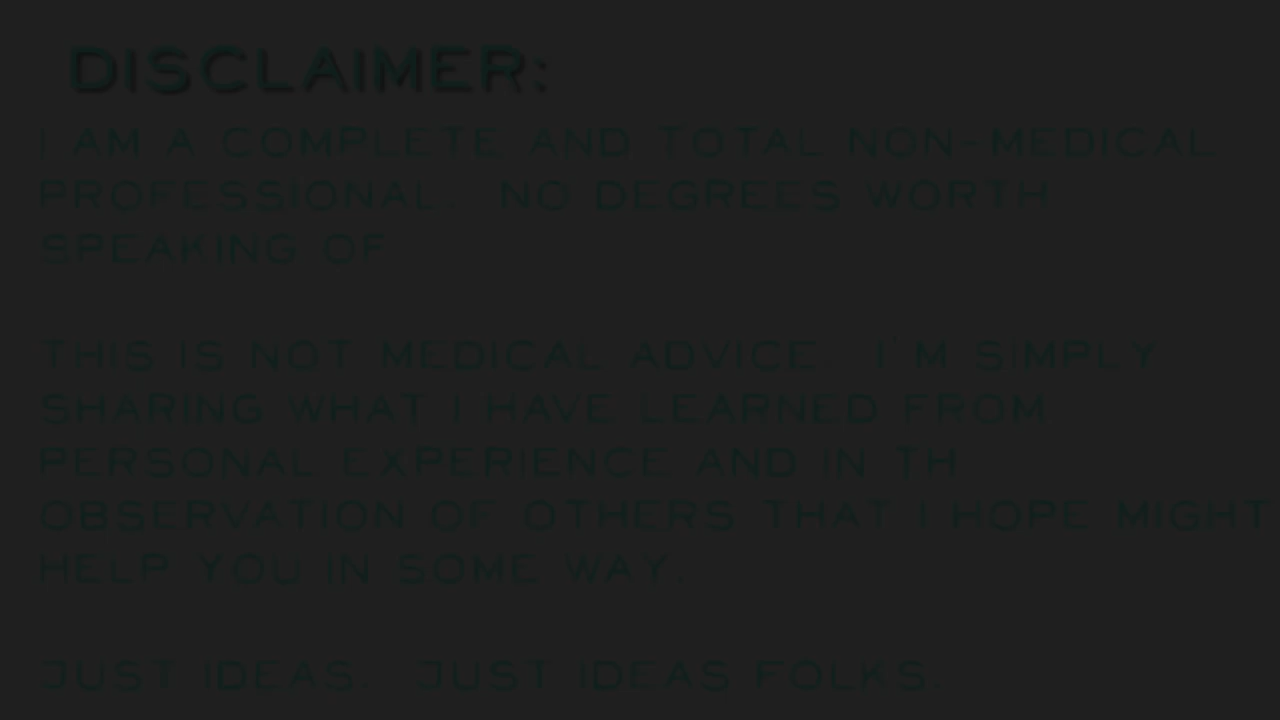 DISCLAIMER:
I AM A COMPLETE AND TOTAL NON-MEDICAL
PROFESSIONAL. NO DEGREES WORTH
SPEAKING OF
THIS IS NOT MEDICAL ADVICE. I'M SIMPLY
SHARING WHAT I HAVE LEARNED FROM
PERSONAL EXPERIENCE AND IN TH
OBSERVATION OF OTHERS THAT I HOPE MIGHT
HELP YOU IN SOME WAY.
JUST IDEAS. JUST IDEAS FOLKS.